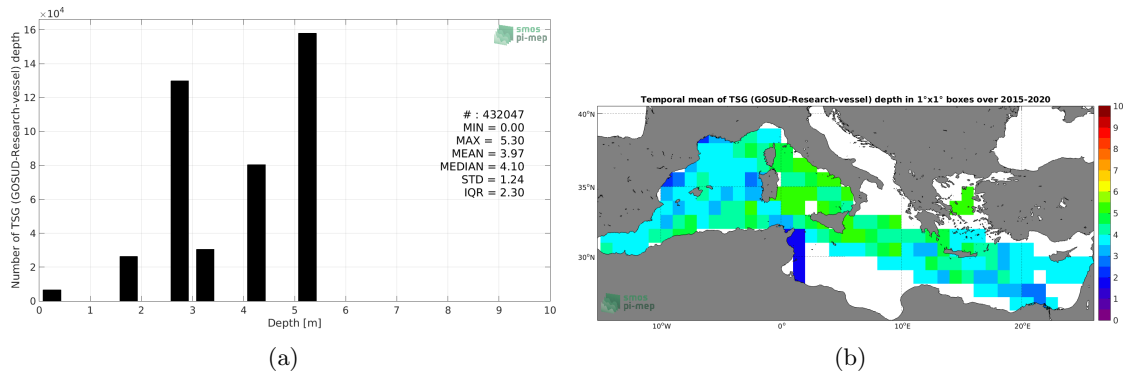 ×10⁴
16
14
12
10
8
6
4
2
0
Number of TSG (GOSUD-Research-vessel) depth
smos
pi-mep
# : 432047
MIN = 0.00
MAX = 5.30
MEAN = 3.97
MEDIAN = 4.10
STD = 1.24
IQR = 2.30
0 1 2 3 4 5 6 7 8 9 10
Depth [m]
(a)
Temporal mean of TSG (GOSUD-Research-vessel) depth in 1°x1° boxes over 2015-2020
40°N
35°N
30°N
smos
pi-mep
10°W 0° 10°E 20°E
10
9
8
7
6
5
4
3
2
1
0
(b)